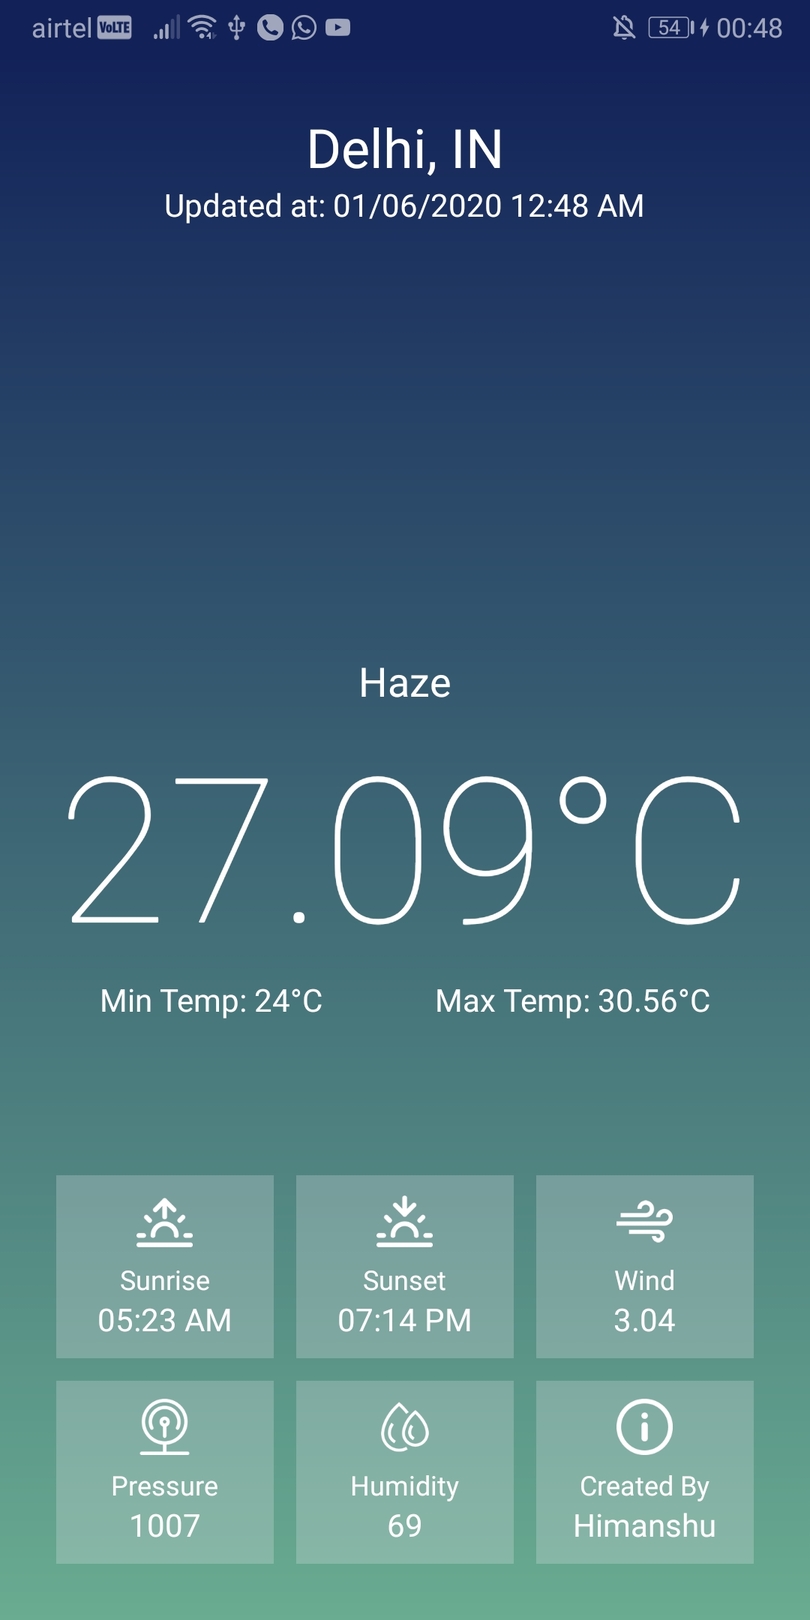 airtel VoLTE 54 00:48
Delhi, IN
Updated at: 01/06/2020 12:48 AM
Haze
27.09°C
Min Temp: 24°C Max Temp: 30.56°C
Sunrise Sunset Wind
05:23 AM 07:14 PM 3.04
Pressure Humidity Created By
1007 69 Himanshu